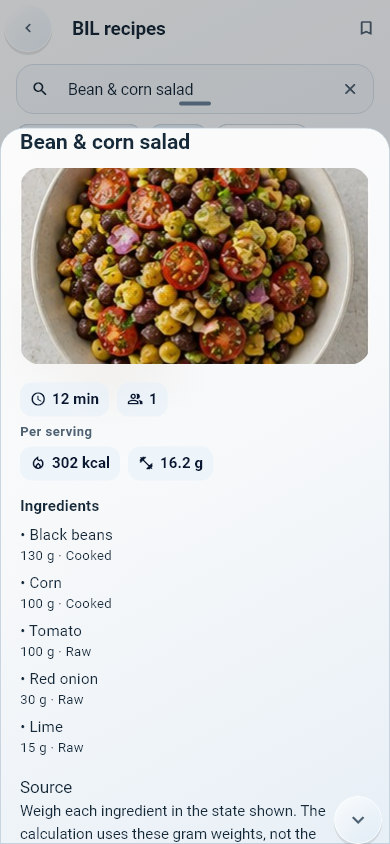 BIL recipes
Bean & corn salad
Bean & corn salad
12 min
1
Per serving
302 kcal
16.2 g
Ingredients
• Black beans
130 g · Cooked
• Corn
100 g · Cooked
• Tomato
100 g · Raw
• Red onion
30 g · Raw
• Lime
15 g · Raw
Source
Weigh each ingredient in the state shown. The
calculation uses these gram weights, not the